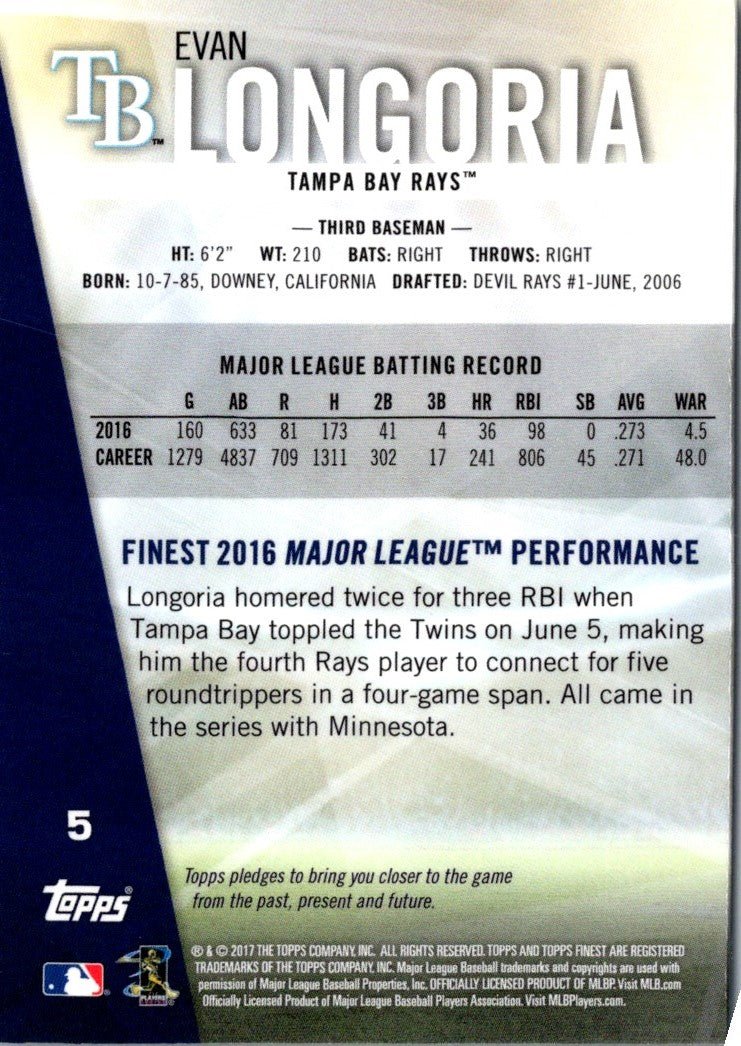 EVAN
TB™ LONGORIA
TAMPA BAY RAYS™
— THIRD BASEMAN —
HT: 6'2" WT: 210 BATS: RIGHT THROWS: RIGHT
BORN: 10-7-85, DOWNEY, CALIFORNIA DRAFTED: DEVIL RAYS #1-JUNE, 2006
MAJOR LEAGUE BATTING RECORD
G AB R H 2B 3B HR RBI SB AVG WAR
2016 160 633 81 173 41 4 36 98 0 .273 4.5
CAREER 1279 4837 709 1311 302 17 241 806 45 .271 48.0
FINEST 2016 MAJOR LEAGUE™ PERFORMANCE
Longoria homered twice for three RBI when
Tampa Bay toppled the Twins on June 5, making
him the fourth Rays player to connect for five
roundtrippers in a four-game span. All came in
the series with Minnesota.
5
Topps pledges to bring you closer to the game
from the past, present and future.
Topps®
® & © 2017 THE TOPPS COMPANY, INC. ALL RIGHTS RESERVED. TOPPS AND TOPPS FINEST ARE REGISTERED
TRADEMARKS OF THE TOPPS COMPANY, INC. Major League Baseball trademarks and copyrights are used with
permission of Major League Baseball Properties, Inc. OFFICIALLY LICENSED PRODUCT OF MLBP. Visit MLB.com
Officially Licensed Product of Major League Baseball Players Association. Visit MLBPlayers.com.